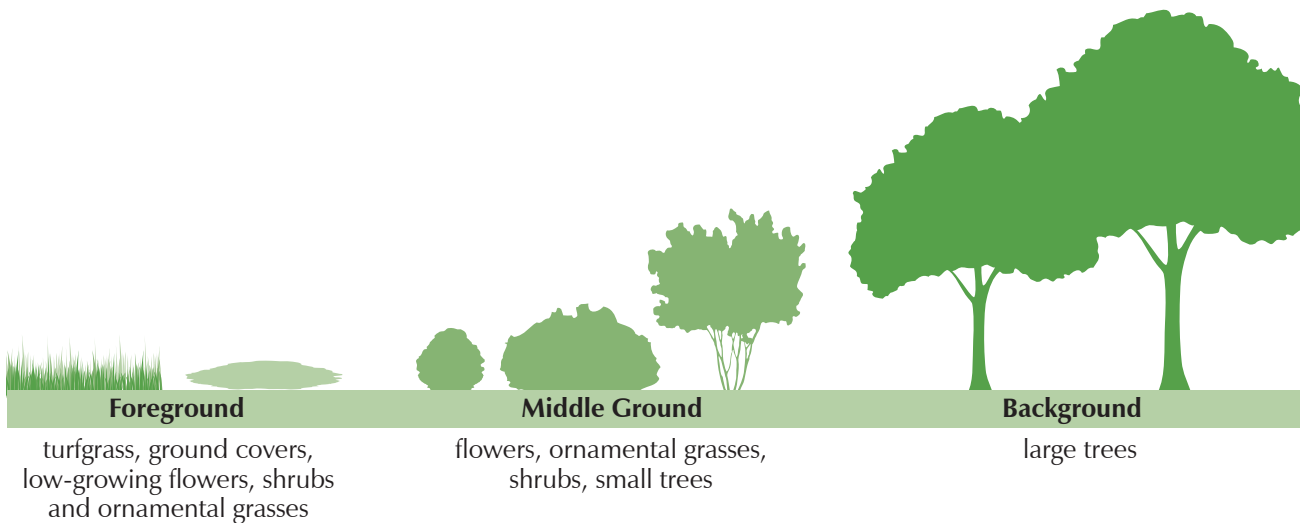 Foreground
Middle Ground
Background
turfgrass, ground covers,
low-growing flowers, shrubs
and ornamental grasses
flowers, ornamental grasses,
shrubs, small trees
large trees